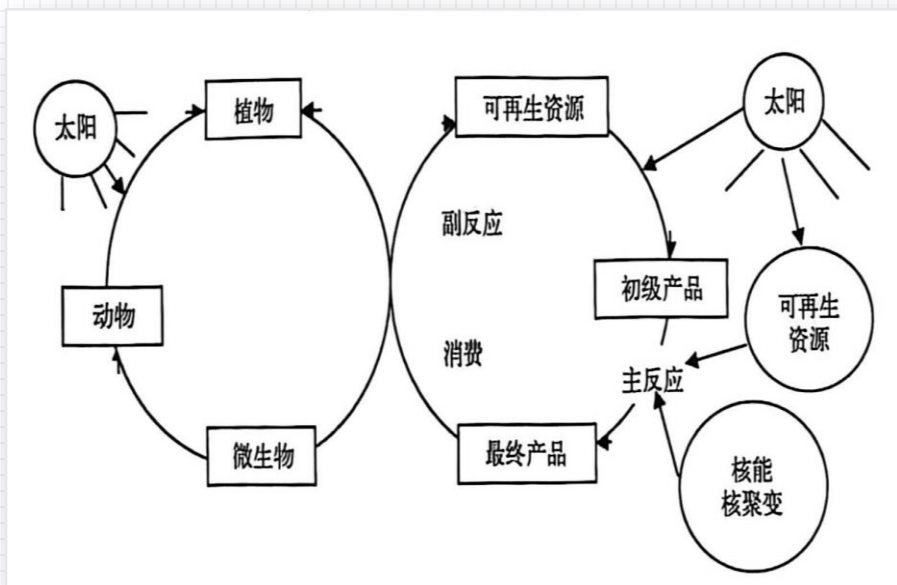 太阳
植物
可再生资源
太阳
副反应
动物
初级产品
可再生
资源
消费
主反应
微生物
最终产品
核能
核聚变